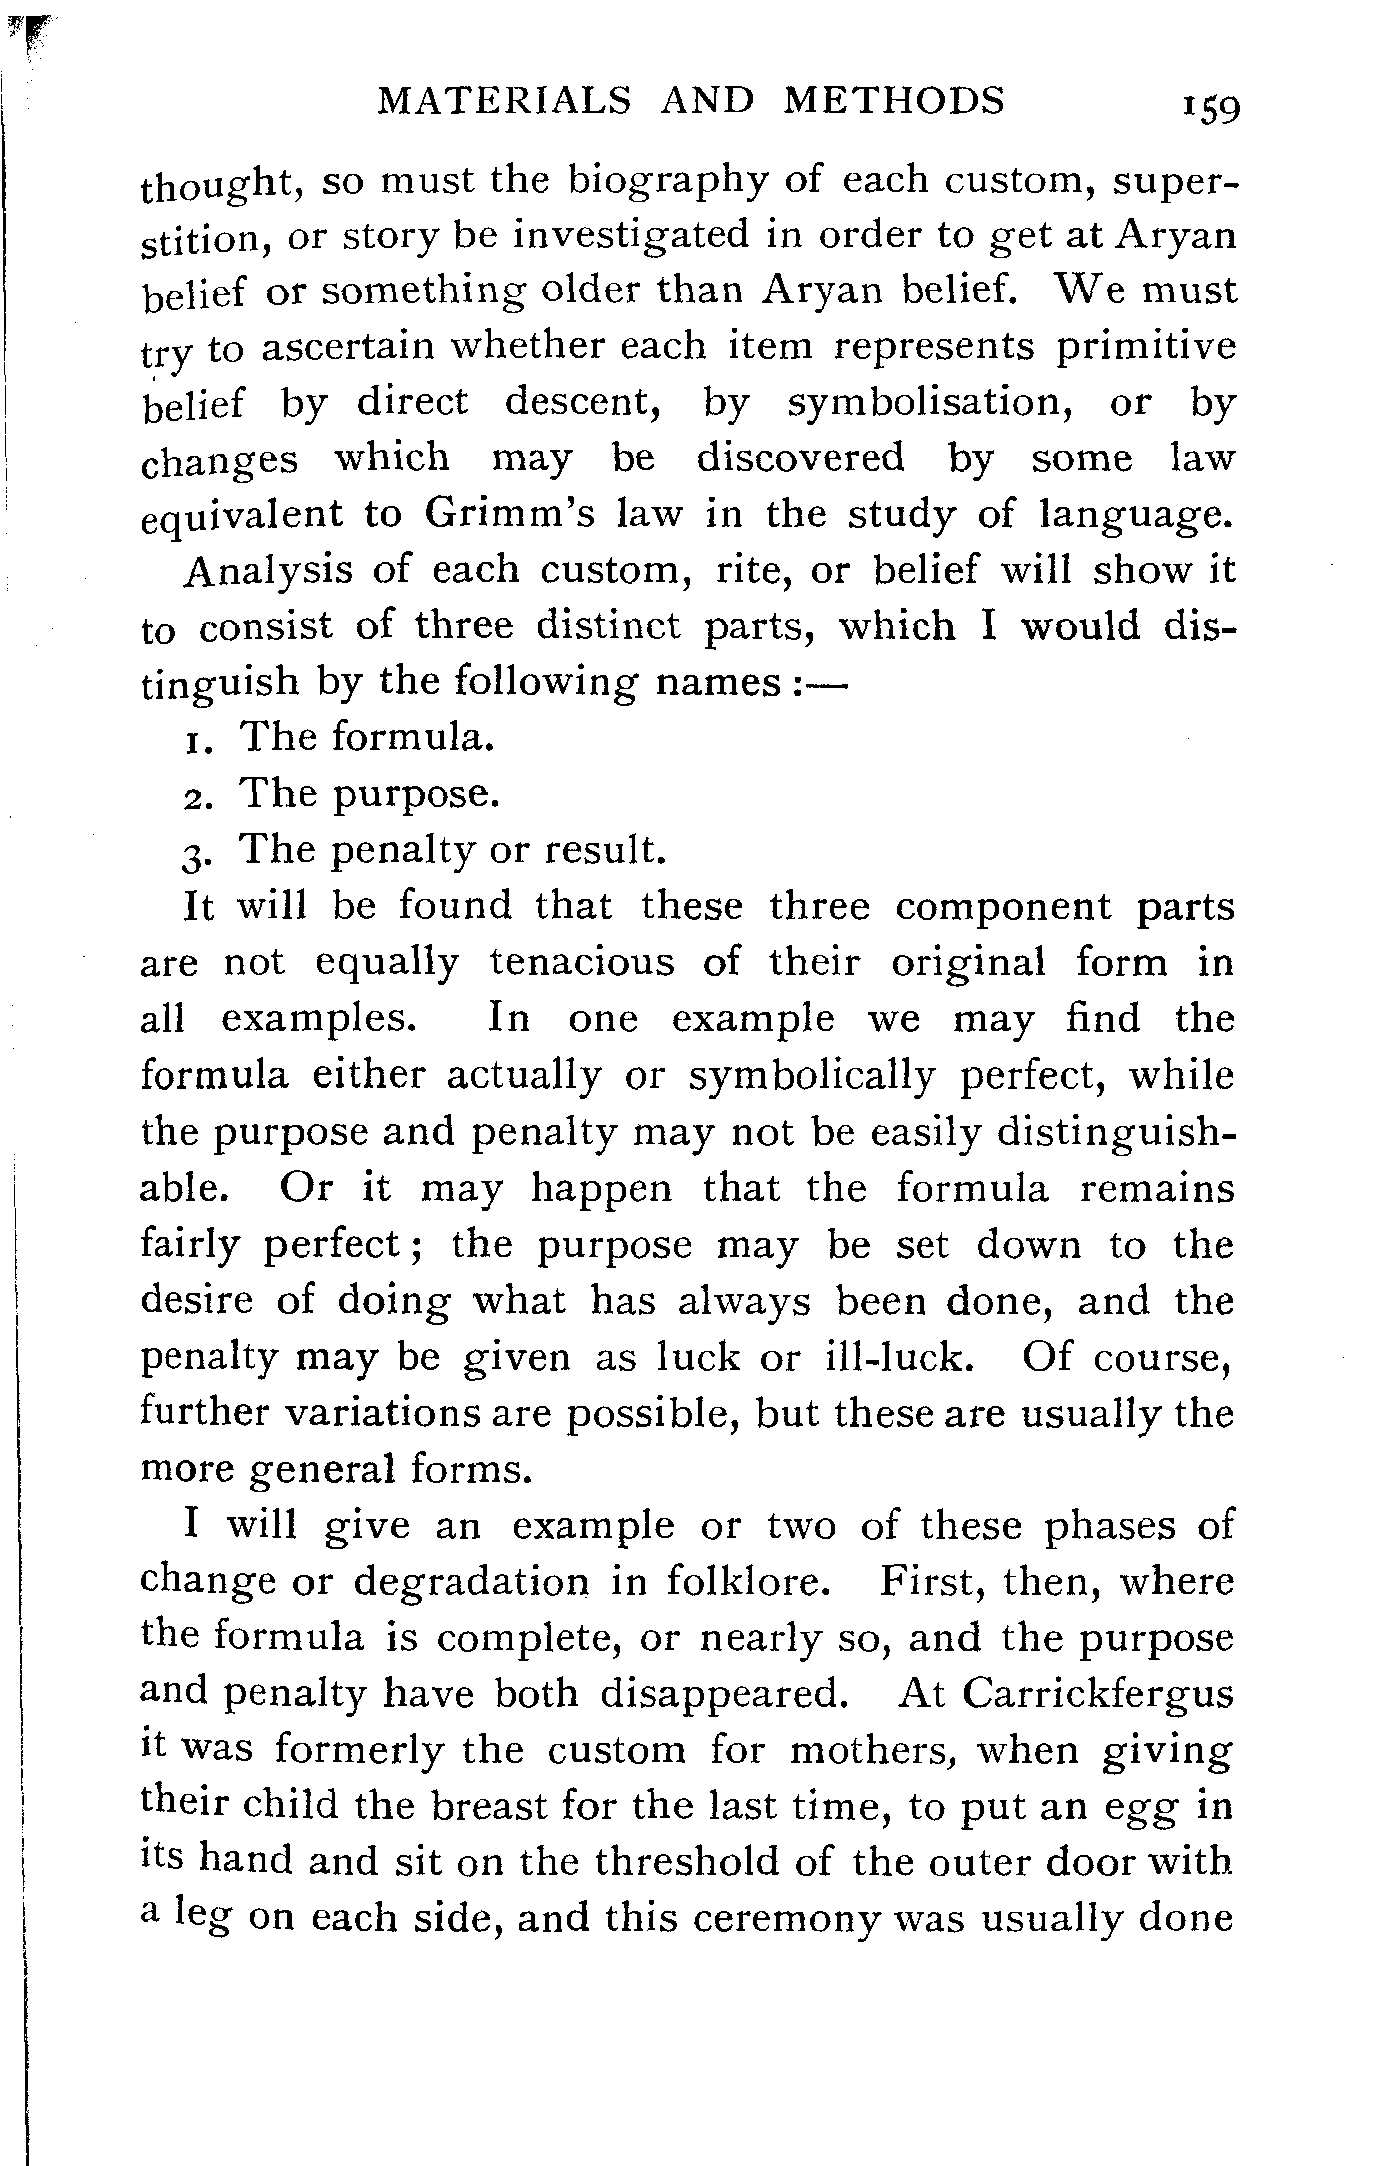 MATERIALS AND METHODS 159
thought, so must the biography of each custom, super-
stition, or story be investigated in order to get at Aryan
belief or something older than Aryan belief. We must
try to ascertain whether each item represents primitive
belief by direct descent, by symbolisation, or by
changes which may be discovered by some law
equivalent to Grimm's law in the study of language.
Analysis of each custom, rite, or belief will show it
to consist of three distinct parts, which I would dis-
tinguish by the following names :—
1. The formula.
2. The purpose.
3. The penalty or result.
It will be found that these three component parts
are not equally tenacious of their original form in
all examples. In one example we may find the
formula either actually or symbolically perfect, while
the purpose and penalty may not be easily distinguish-
able. Or it may happen that the formula remains
fairly perfect ; the purpose may be set down to the
desire of doing what has always been done, and the
penalty may be given as luck or ill-luck. Of course,
further variations are possible, but these are usually the
more general forms.
I will give an example or two of these phases of
change or degradation in folklore. First, then, where
the formula is complete, or nearly so, and the purpose
and penalty have both disappeared. At Carrickfergus
it was formerly the custom for mothers, when giving
their child the breast for the last time, to put an egg in
its hand and sit on the threshold of the outer door with
a leg on each side, and this ceremony was usually done